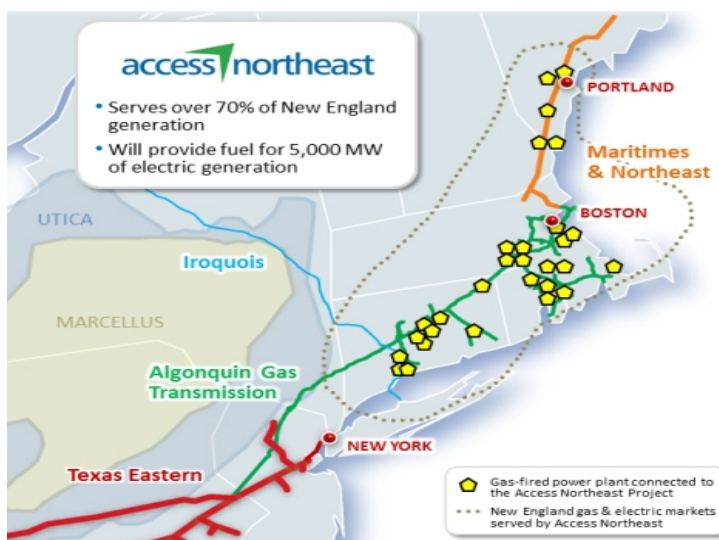 access northeast
• Serves over 70% of New England
generation
• Will provide fuel for 5,000 MW
of electric generation
PORTLAND
Maritimes
& Northeast
BOSTON
UTICA
Iroquois
MARCELLUS
Algonquin Gas
Transmission
NEW YORK
Texas Eastern
Gas-fired power plant connected to
the Access Northeast Project
New England gas & electric markets
served by Access Northeast